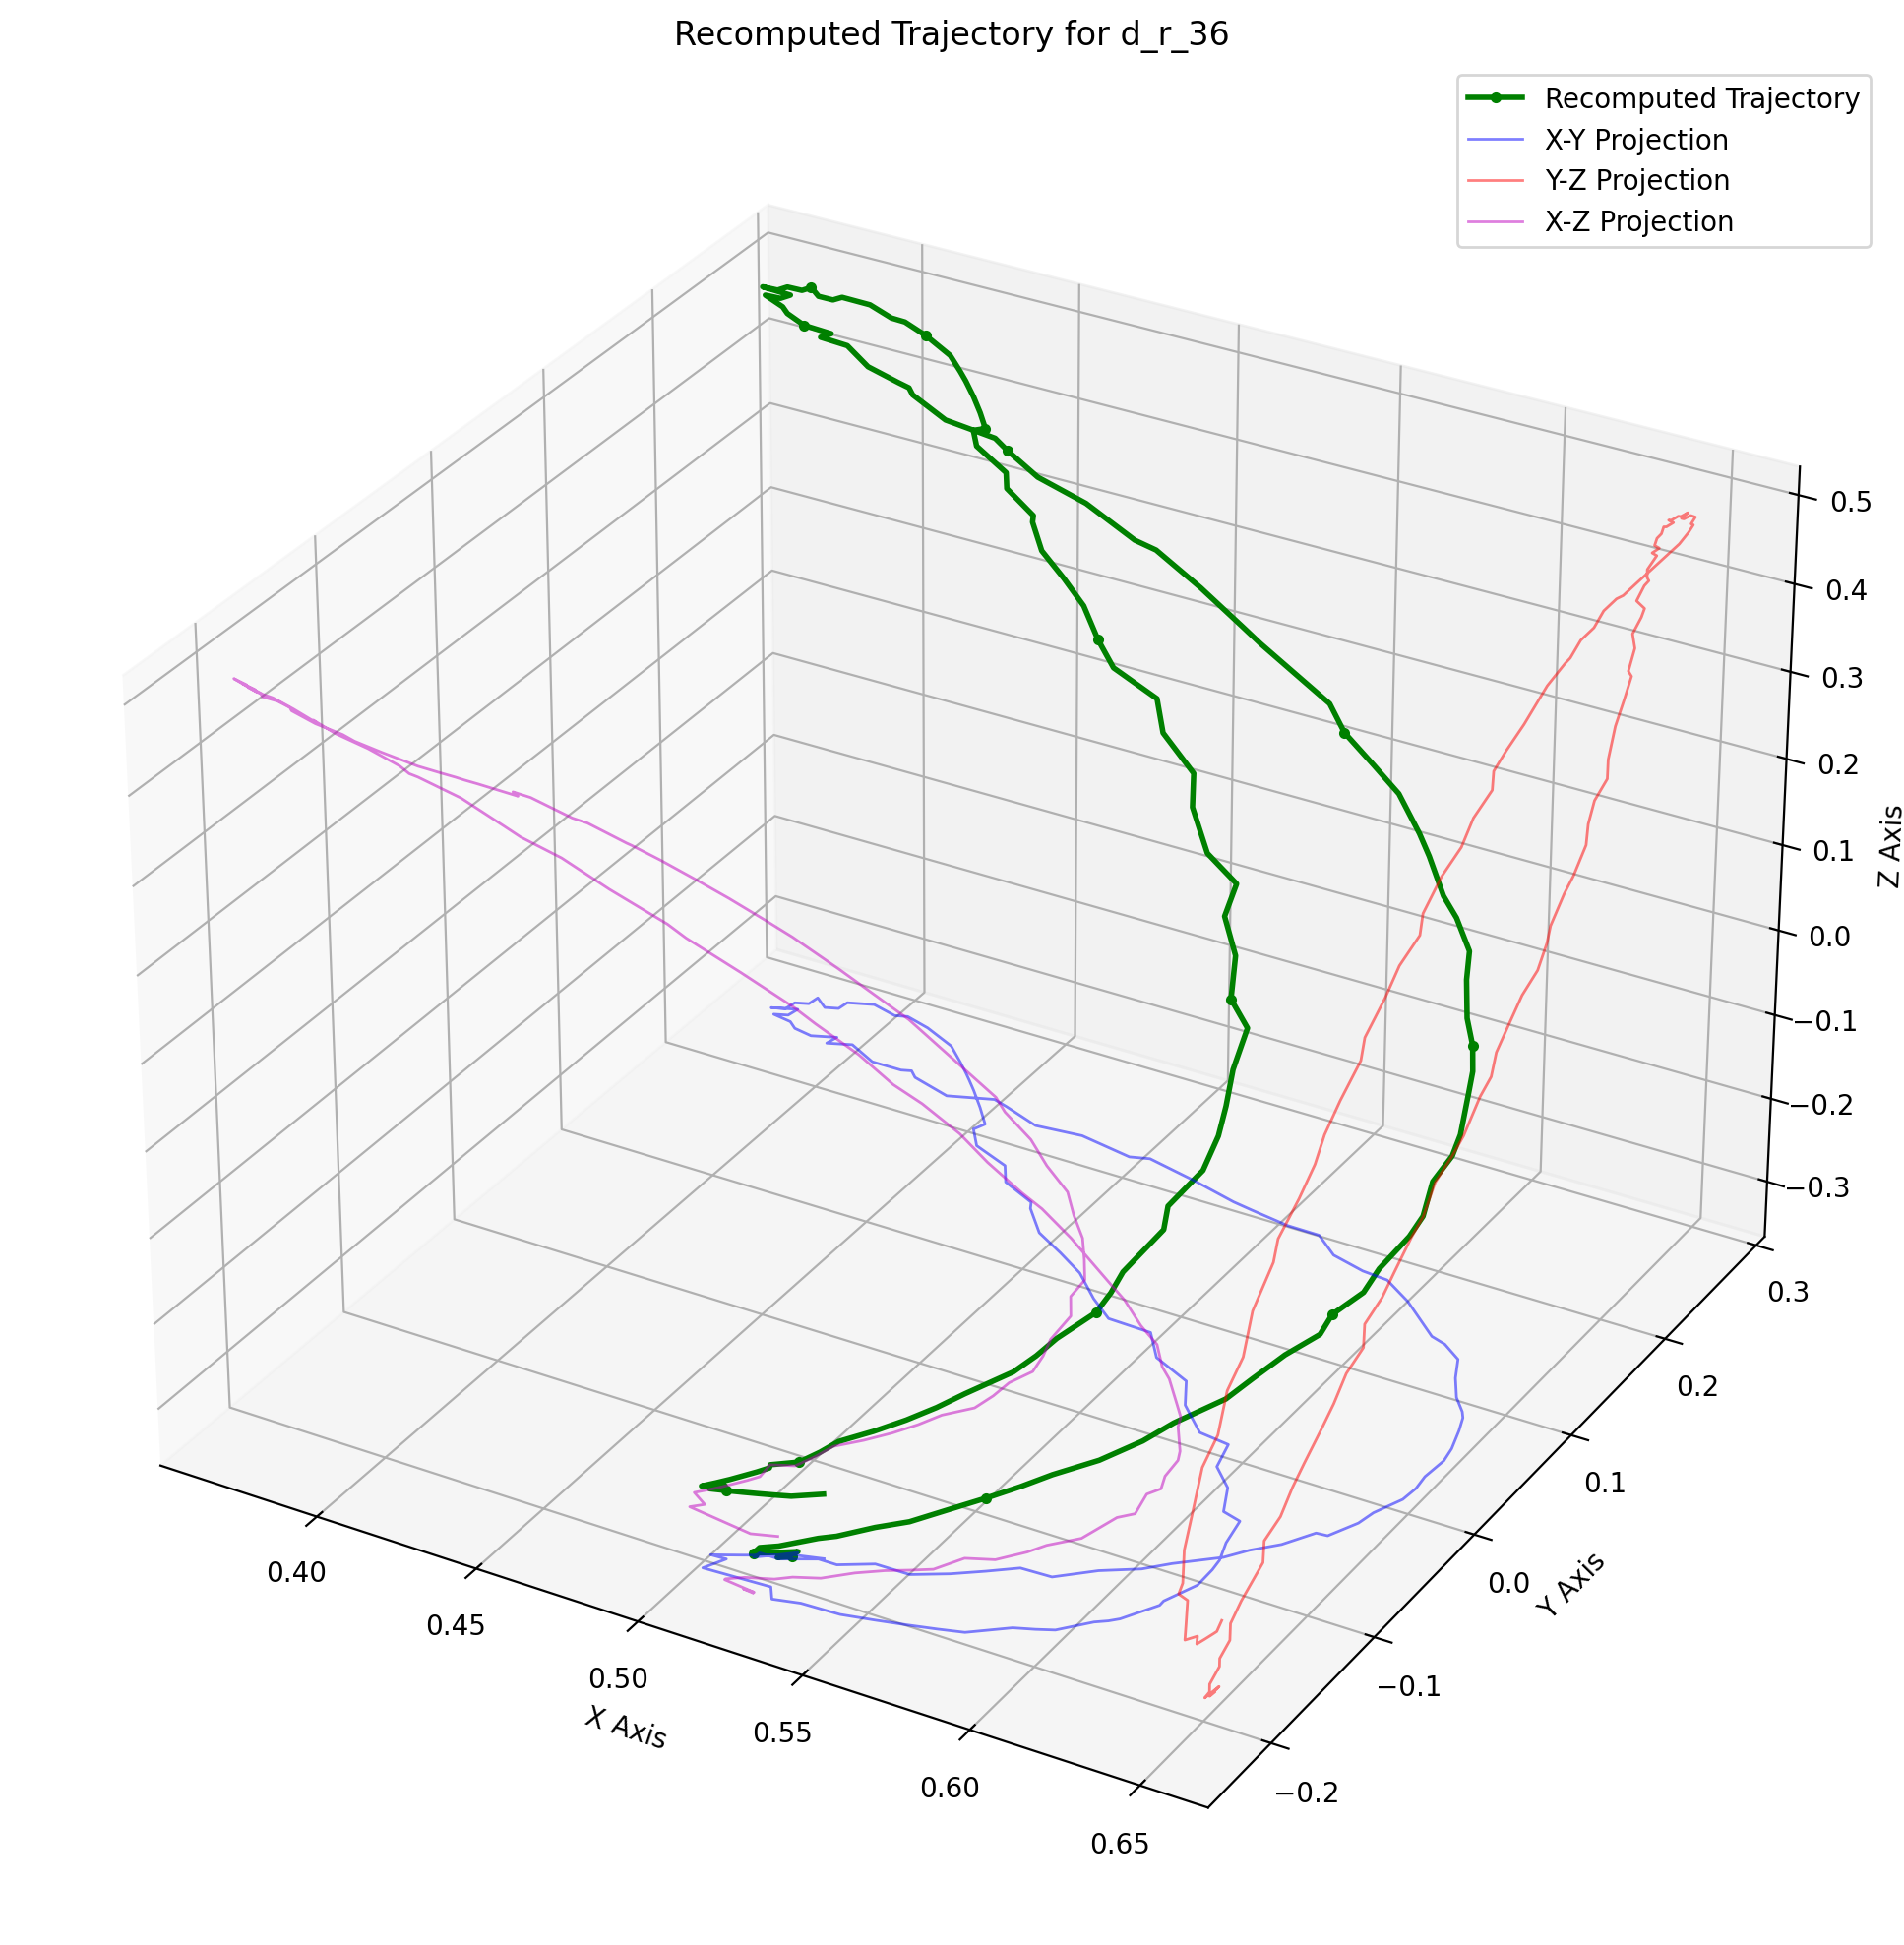 Recomputed Trajectory for d_r_36
Recomputed Trajectory
X-Y Projection
Y-Z Projection
X-Z Projection
0.5
0.4
0.3
0.2
0.1
0.0
−0.1
−0.2
−0.3
Z Axis
0.3
0.2
0.1
0.0
−0.1
−0.2
Y Axis
0.40
0.45
0.50
0.55
0.60
0.65
X Axis